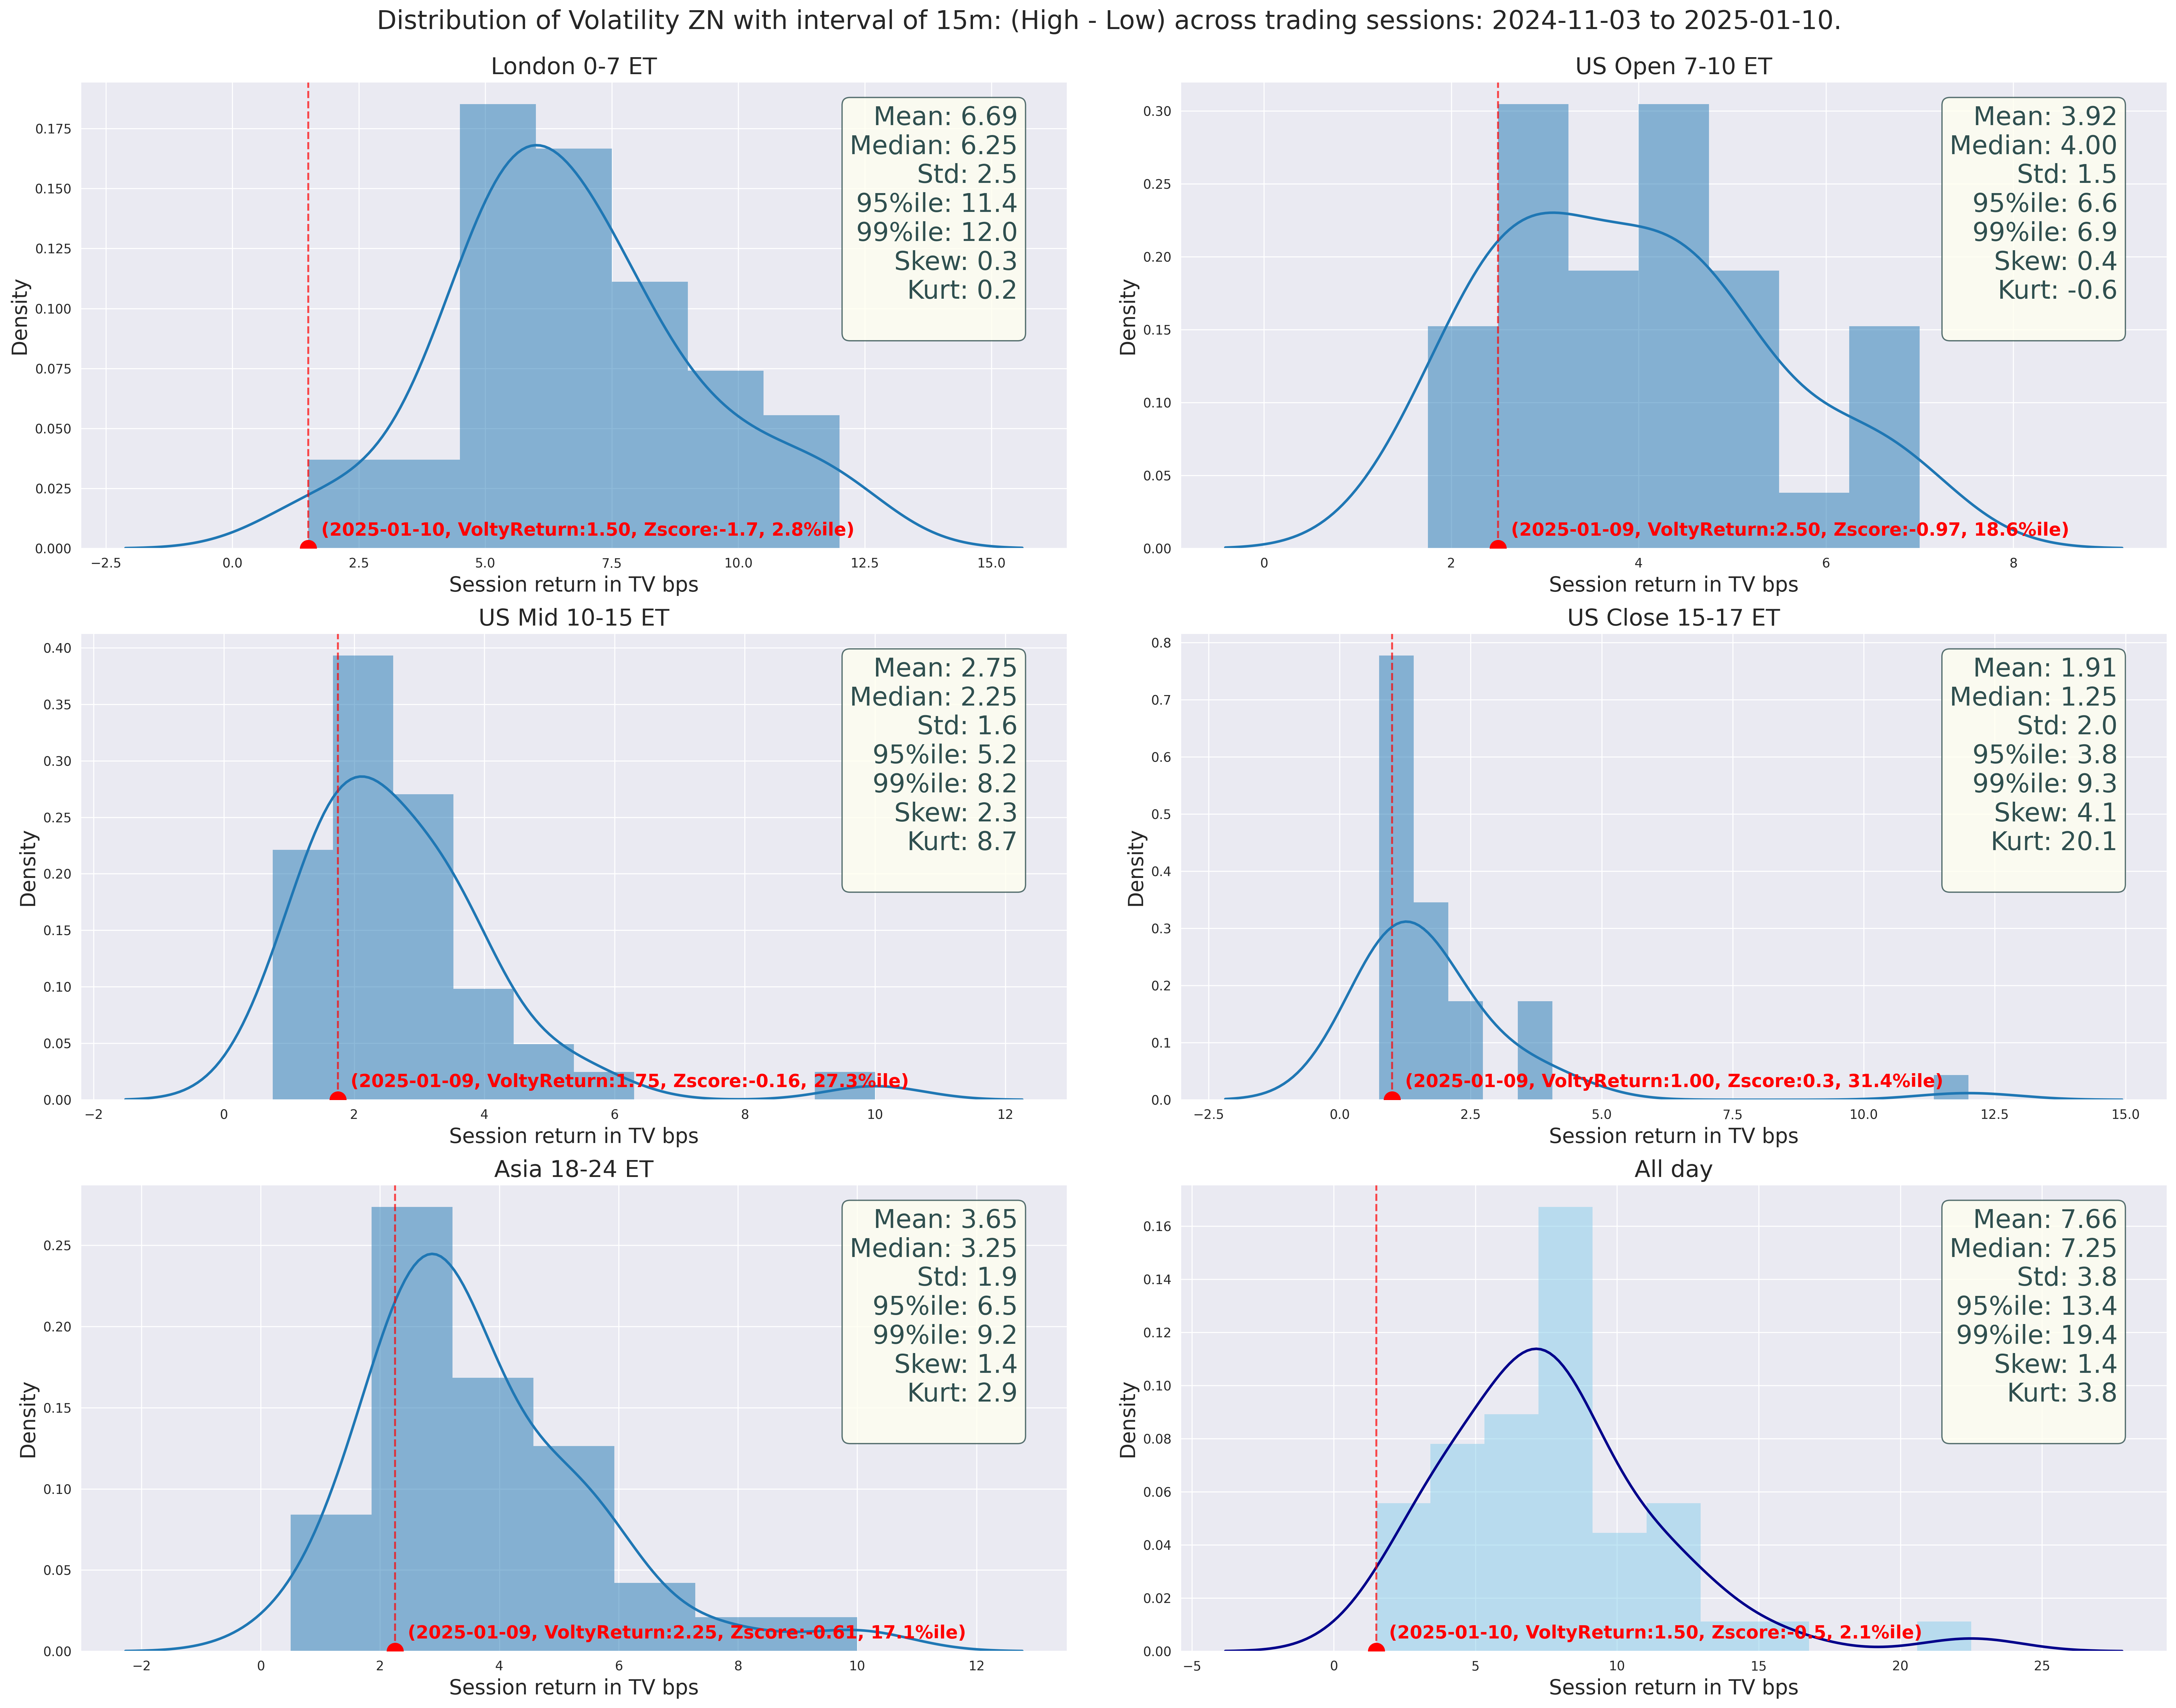 Distribution of Volatility ZN with interval of 15m: (High - Low) across trading sessions: 2024-11-03 to 2025-01-10.
London 0-7 ET
Density
0.175
0.150
0.125
0.100
0.075
0.050
0.025
0.000
Mean: 6.69
Median: 6.25
Std: 2.5
95%ile: 11.4
99%ile: 12.0
Skew: 0.3
Kurt: 0.2
(2025-01-10, VoltyReturn:1.50, Zscore:-1.7, 2.8%ile)
−2.5 0.0 2.5 5.0 7.5 10.0 12.5 15.0
Session return in TV bps
US Open 7-10 ET
Density
0.30
0.25
0.20
0.15
0.10
0.05
0.00
Mean: 3.92
Median: 4.00
Std: 1.5
95%ile: 6.6
99%ile: 6.9
Skew: 0.4
Kurt: -0.6
(2025-01-09, VoltyReturn:2.50, Zscore:-0.97, 18.6%ile)
0 2 4 6 8
Session return in TV bps
US Mid 10-15 ET
Density
0.40
0.35
0.30
0.25
0.20
0.15
0.10
0.05
0.00
Mean: 2.75
Median: 2.25
Std: 1.6
95%ile: 5.2
99%ile: 8.2
Skew: 2.3
Kurt: 8.7
(2025-01-09, VoltyReturn:1.75, Zscore:-0.16, 27.3%ile)
−2 0 2 4 6 8 10 12
Session return in TV bps
US Close 15-17 ET
Density
0.8
0.7
0.6
0.5
0.4
0.3
0.2
0.1
0.0
Mean: 1.91
Median: 1.25
Std: 2.0
95%ile: 3.8
99%ile: 9.3
Skew: 4.1
Kurt: 20.1
(2025-01-09, VoltyReturn:1.00, Zscore:0.3, 31.4%ile)
−2.5 0.0 2.5 5.0 7.5 10.0 12.5 15.0
Session return in TV bps
Asia 18-24 ET
Density
0.25
0.20
0.15
0.10
0.05
0.00
Mean: 3.65
Median: 3.25
Std: 1.9
95%ile: 6.5
99%ile: 9.2
Skew: 1.4
Kurt: 2.9
(2025-01-09, VoltyReturn:2.25, Zscore:-0.61, 17.1%ile)
−2 0 2 4 6 8 10 12
Session return in TV bps
All day
Density
0.16
0.14
0.12
0.10
0.08
0.06
0.04
0.02
0.00
Mean: 7.66
Median: 7.25
Std: 3.8
95%ile: 13.4
99%ile: 19.4
Skew: 1.4
Kurt: 3.8
(2025-01-10, VoltyReturn:1.50, Zscore:-0.5, 2.1%ile)
−5 0 5 10 15 20 25
Session return in TV bps